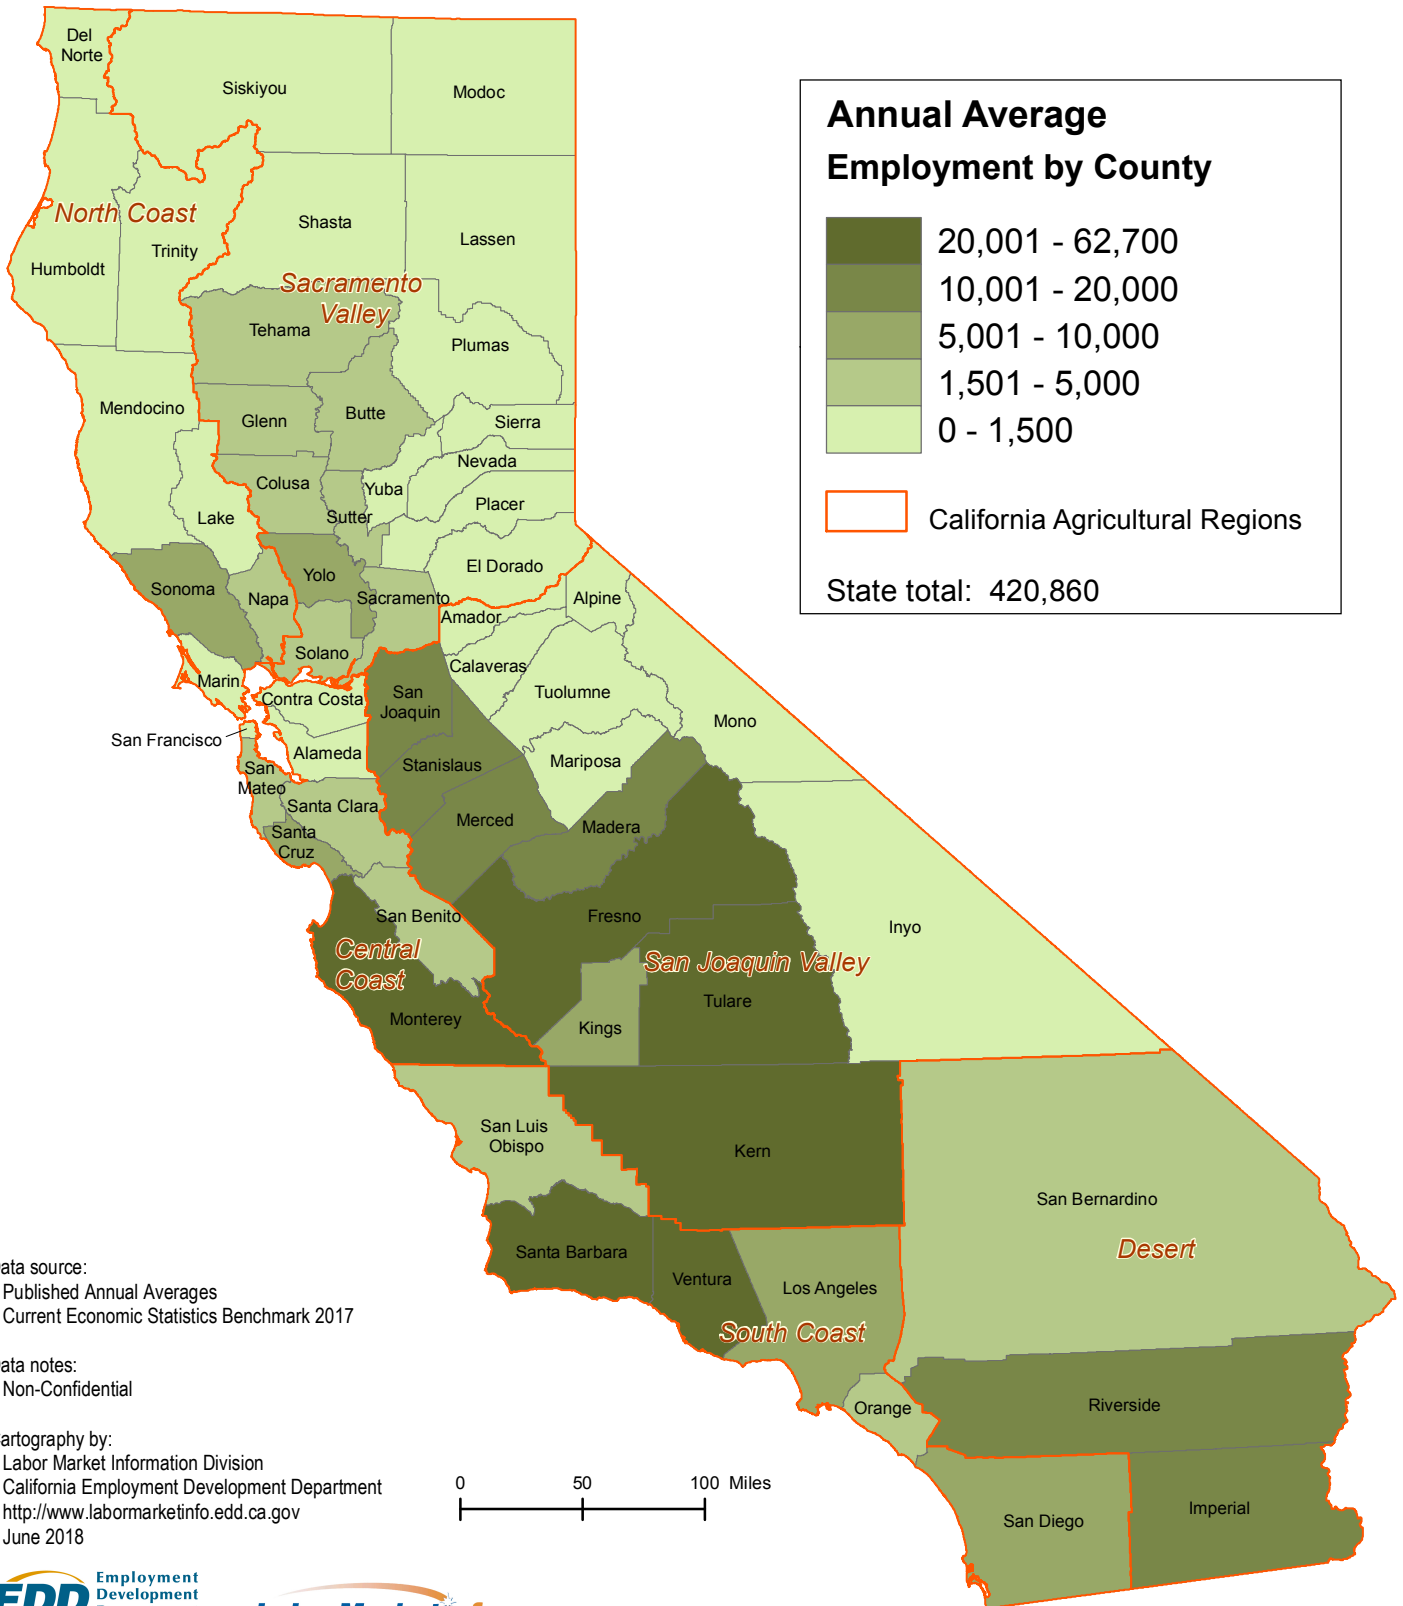 Del
Norte
Siskiyou
Modoc
Annual Average
Employment by County
20,001 - 62,700
10,001 - 20,000
5,001 - 10,000
1,501 - 5,000
0 - 1,500
California Agricultural Regions
State total: 420,860
North Coast
Humboldt
Trinity
Shasta
Lassen
Sacramento
Valley
Tehama
Plumas
Mendocino
Glenn
Butte
Sierra
Nevada
Colusa
Yuba
Placer
Lake
Sutter
El Dorado
Sonoma
Napa
Yolo
Sacramento
Alpine
Amador
Solano
Calaveras
Marin
Contra Costa
San
Joaquin
Tuolumne
Mono
San Francisco
Alameda
Stanislaus
Mariposa
San
Mateo
Santa Clara
Merced
Madera
Santa
Cruz
San Benito
Fresno
Inyo
Central
Coast
San Joaquin Valley
Tulare
Monterey
Kings
San Luis
Obispo
Kern
San Bernardino
Desert
Santa Barbara
Ventura
Los Angeles
South Coast
Orange
Riverside
San Diego
Imperial
ata source:
Published Annual Averages
Current Economic Statistics Benchmark 2017
ata notes:
Non-Confidential
artography by:
Labor Market Information Division
California Employment Development Department
http://www.labormarketinfo.edd.ca.gov
June 2018
0 50 100 Miles
EDD
Employment
Development